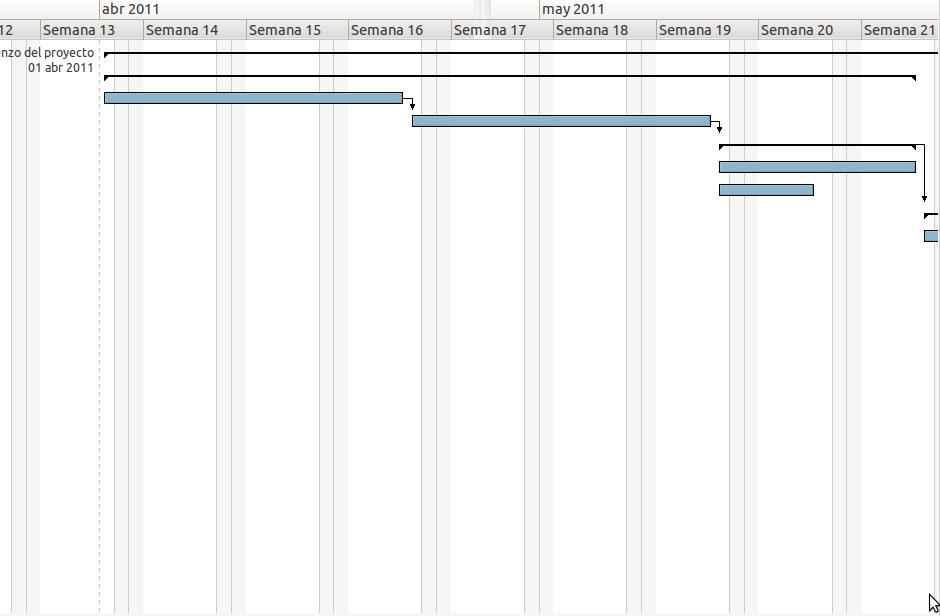 abr 2011 may 2011
12 Semana 13 Semana 14 Semana 15 Semana 16 Semana 17 Semana 18 Semana 19 Semana 20 Semana 21
nzo del proyecto
01 abr 2011